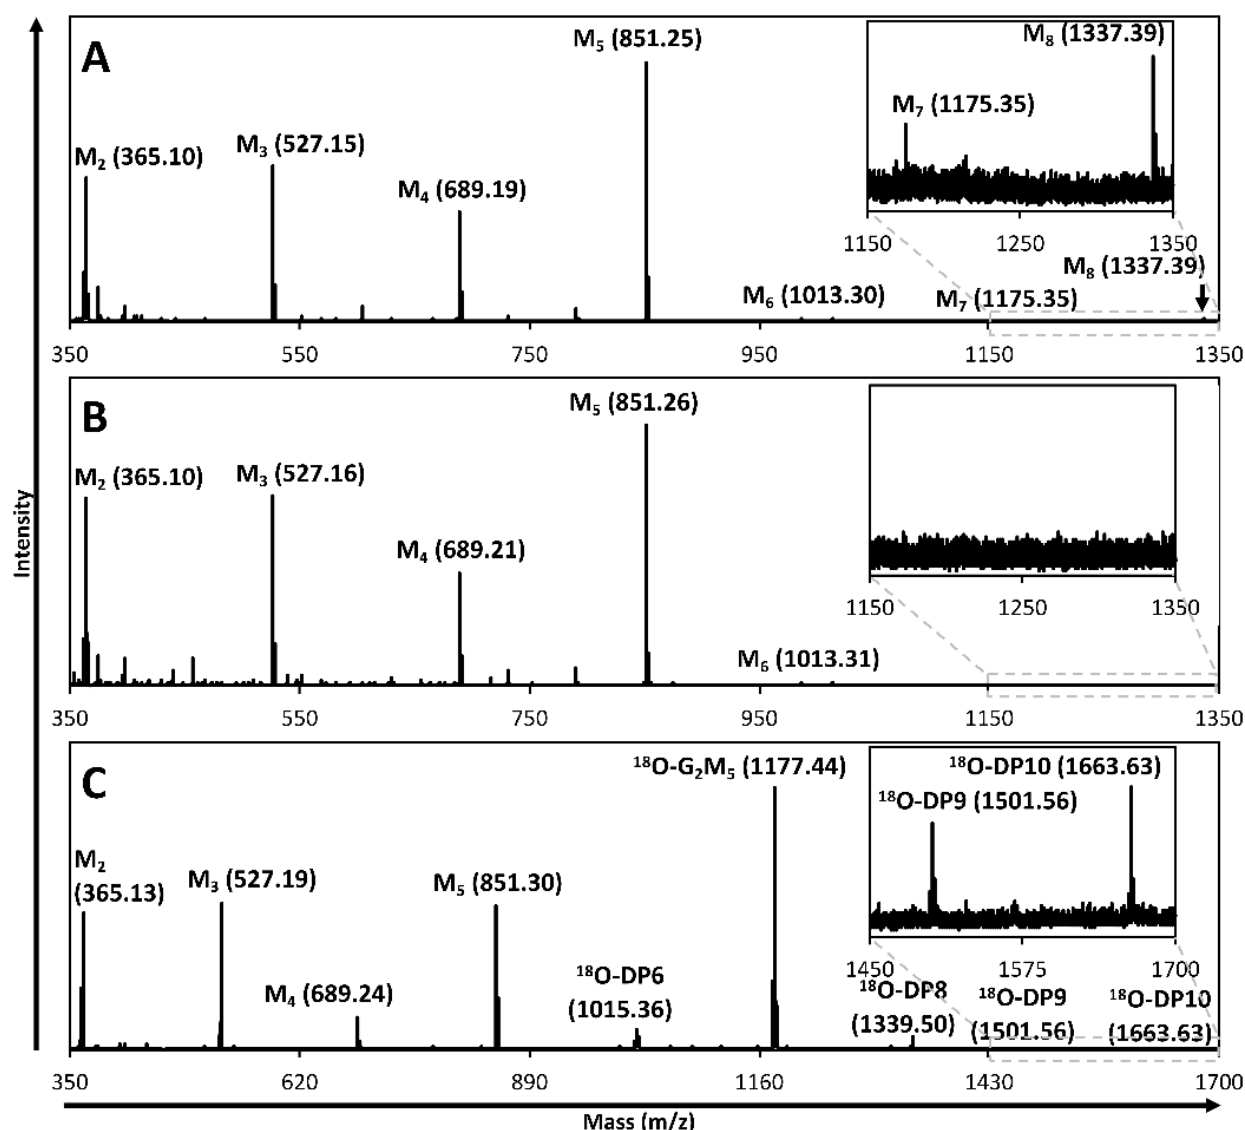 A
M₅ (851.25)
M₂ (365.10)
M₃ (527.15)
M₄ (689.19)
M₆ (1013.30)
M₇ (1175.35)
M₈ (1337.39)
M₈ (1337.39)
M₇ (1175.35)
1150 1250 1350
350 550 750 950 1150 1350
B
M₅ (851.26)
M₂ (365.10)
M₃ (527.16)
M₄ (689.21)
M₆ (1013.31)
1150 1250 1350
350 550 750 950 1150 1350
C
¹⁸O-G₂M₅ (1177.44)
M₂
(365.13)
M₃ (527.19)
M₄ (689.24)
M₅ (851.30)
¹⁸O-DP6
(1015.36)
¹⁸O-DP10 (1663.63)
¹⁸O-DP9 (1501.56)
1450 1575 1700
¹⁸O-DP8
(1339.50)
¹⁸O-DP9
(1501.56)
¹⁸O-DP10
(1663.63)
350 620 890 1160 1430 1700
Intensity
Mass (m/z)